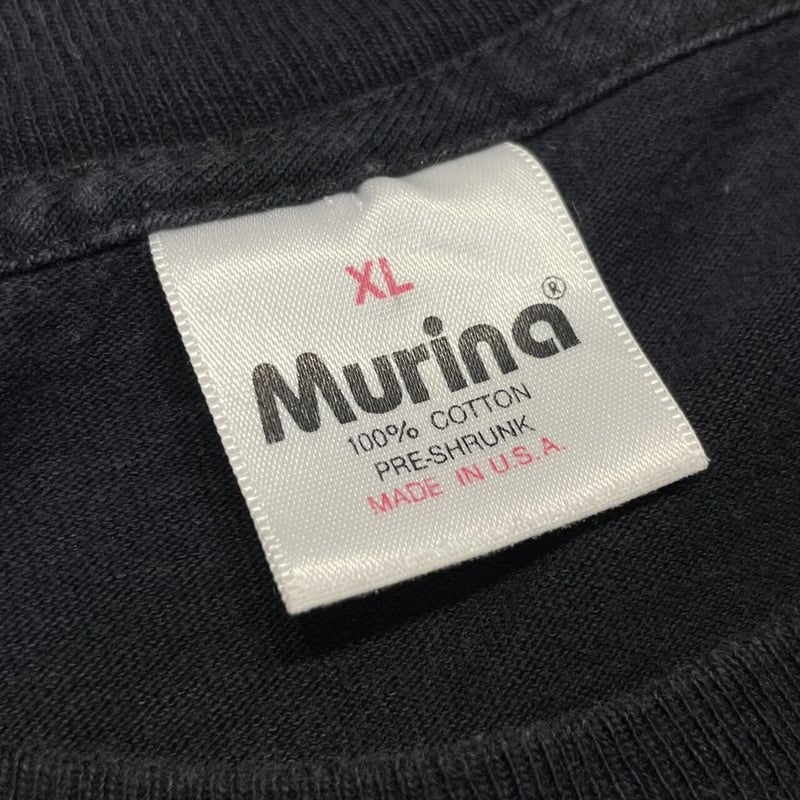 XL
Murina®
100% COTTON
PRE-SHRUNK
MADE IN U.S.A.